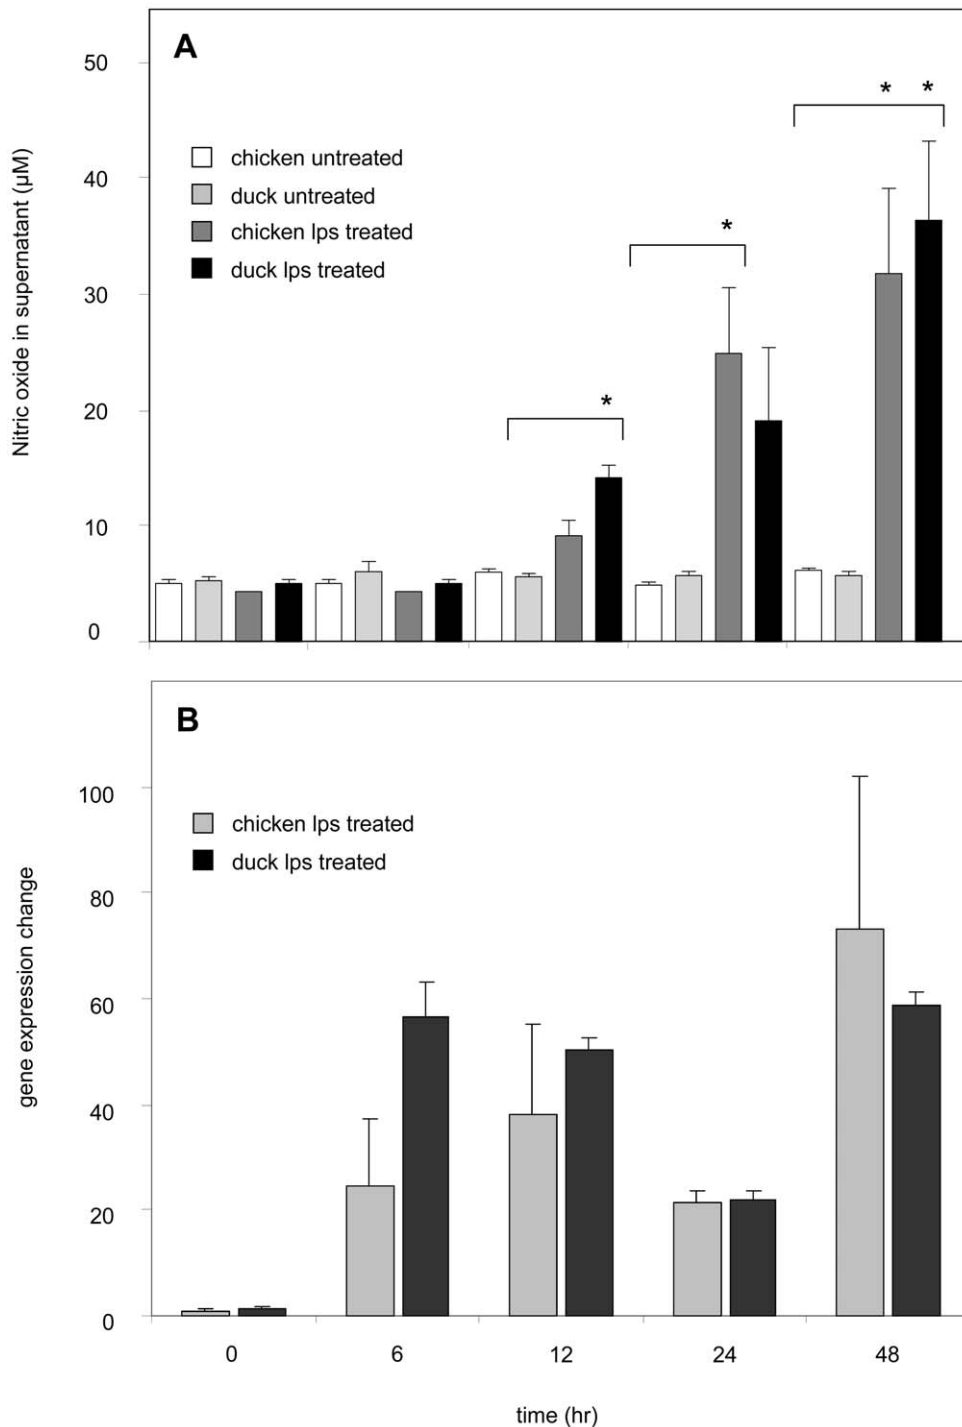 A
50
40
30
20
10
0
Nitric oxide in supernatant (µM)
chicken untreated
duck untreated
chicken lps treated
duck lps treated
*
*
* *
B
100
80
60
40
20
0
gene expression change
chicken lps treated
duck lps treated
0 6 12 24 48
time (hr)